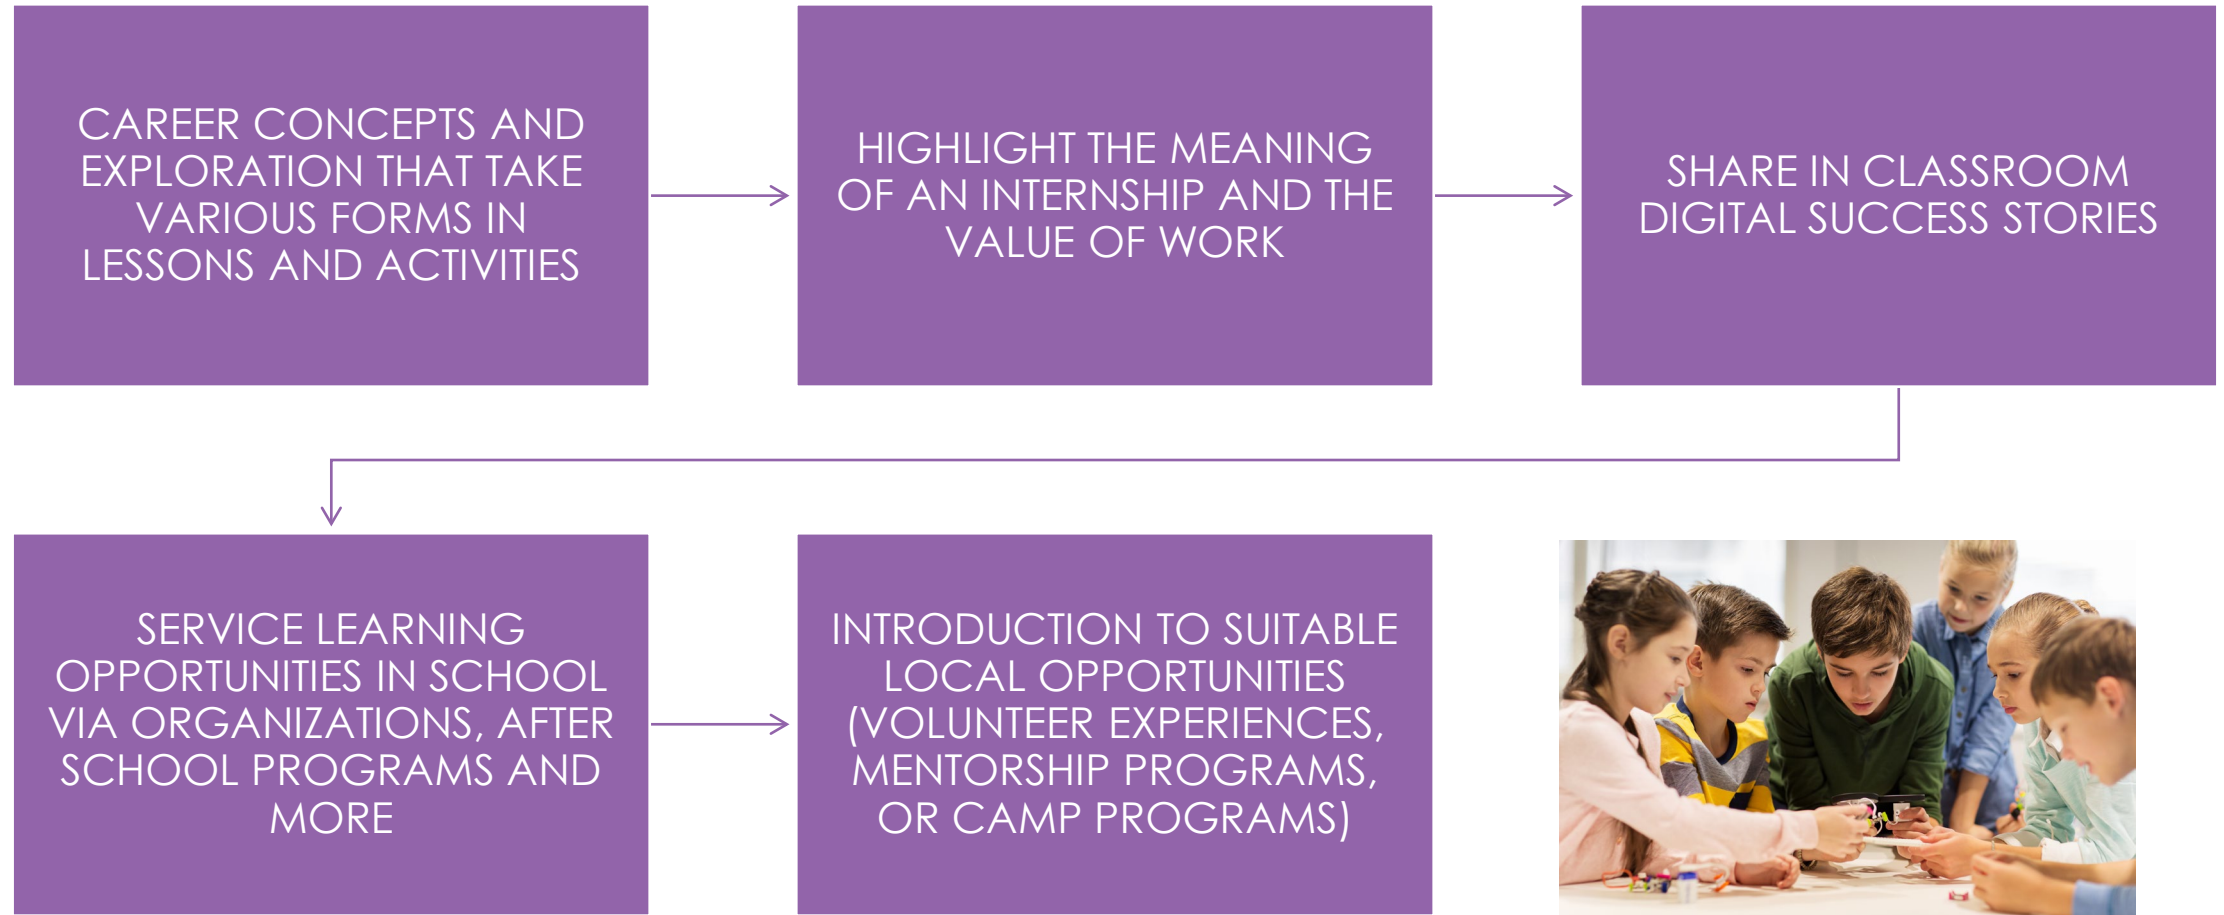 CAREER CONCEPTS AND
EXPLORATION THAT TAKE
VARIOUS FORMS IN
LESSONS AND ACTIVITIES
HIGHLIGHT THE MEANING
OF AN INTERNSHIP AND THE
VALUE OF WORK
SHARE IN CLASSROOM
DIGITAL SUCCESS STORIES
SERVICE LEARNING
OPPORTUNITIES IN SCHOOL
VIA ORGANIZATIONS, AFTER
SCHOOL PROGRAMS AND
MORE
INTRODUCTION TO SUITABLE
LOCAL OPPORTUNITIES
(VOLUNTEER EXPERIENCES,
MENTORSHIP PROGRAMS,
OR CAMP PROGRAMS)